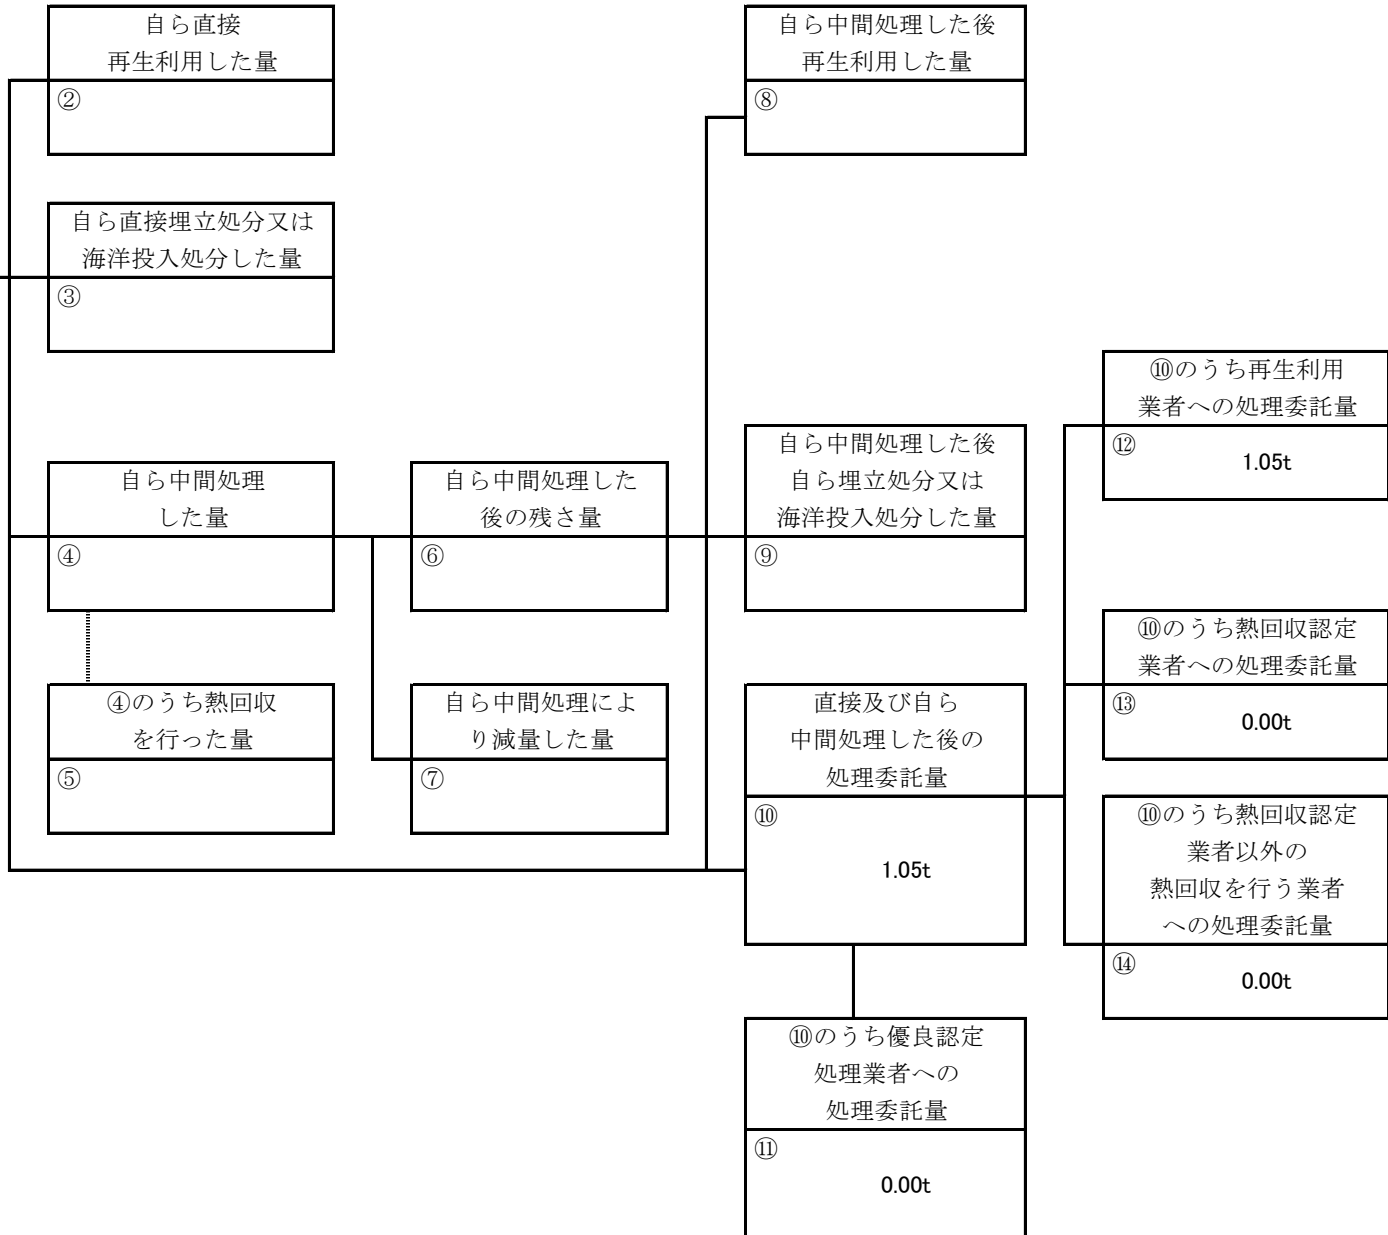 自ら直接
再生利用した量
②
自ら中間処理した後
再生利用した量
⑧
自ら直接埋立処分又は
海洋投入処分した量
③
⑩のうち再生利用
業者への処理委託量
⑫
1.05t
自ら中間処理
した量
④
自ら中間処理した
後の残さ量
⑥
自ら中間処理した後
自ら埋立処分又は
海洋投入処分した量
⑨
⑩のうち熱回収認定
業者への処理委託量
⑬
0.00t
④のうち熱回収
を行った量
⑤
自ら中間処理によ
り減量した量
⑦
直接及び自ら
中間処理した後の
処理委託量
⑩
1.05t
⑩のうち熱回収認定
業者以外の
熱回収を行う業者
への処理委託量
⑭
0.00t
⑩のうち優良認定
処理業者への
処理委託量
⑪
0.00t